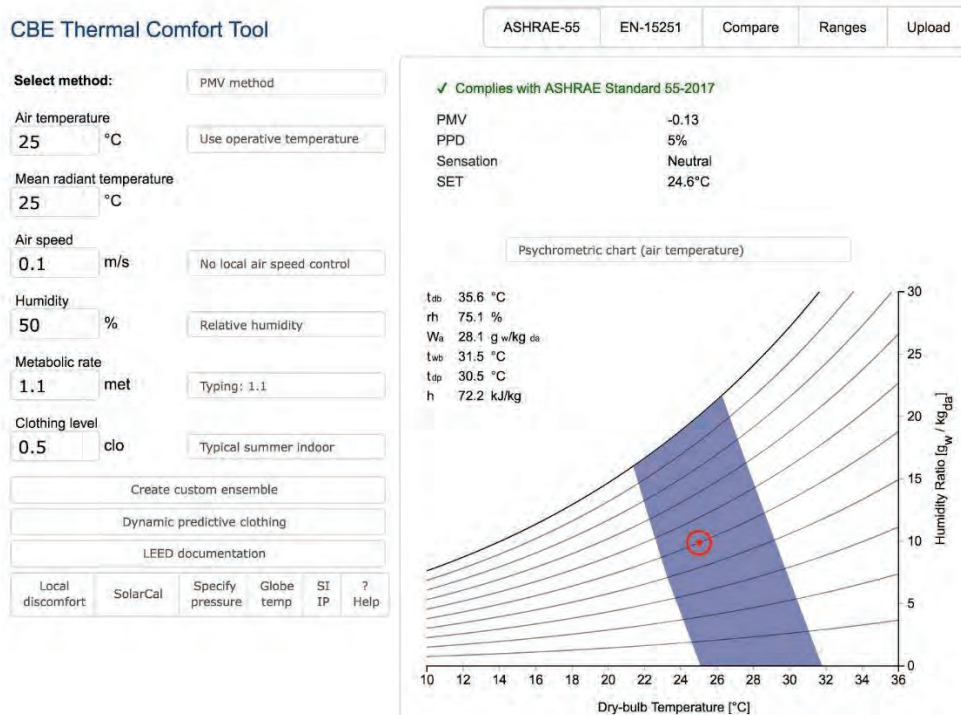 CBE Thermal Comfort Tool
ASHRAE-55 EN-15251 Compare Ranges Upload
Select method:
PMV method
Air temperature
25 °C
Use operative temperature
Mean radiant temperature
25 °C
Air speed
0.1 m/s
No local air speed control
Humidity
50 %
Relative humidity
Metabolic rate
1.1 met
Typing: 1.1
Clothing level
0.5 clo
Typical summer indoor
Create custom ensemble
Dynamic predictive clothing
LEED documentation
Local discomfort
SolarCal
Specify pressure
Globe temp
SI IP
? Help
✓ Complies with ASHRAE Standard 55-2017
PMV -0.13
PPD 5%
Sensation Neutral
SET 24.6°C
Psychrometric chart (air temperature)
tdb 35.6 °C
rh 75.1 %
Wa 28.1 g w/kg da
twb 31.5 °C
tdp 30.5 °C
h 72.2 kJ/kg
30
25
20
15
10
5
0
Humidity Ratio [gw / kgda]
10 12 14 16 18 20 22 24 26 28 30 32 34 36
Dry-bulb Temperature [°C]